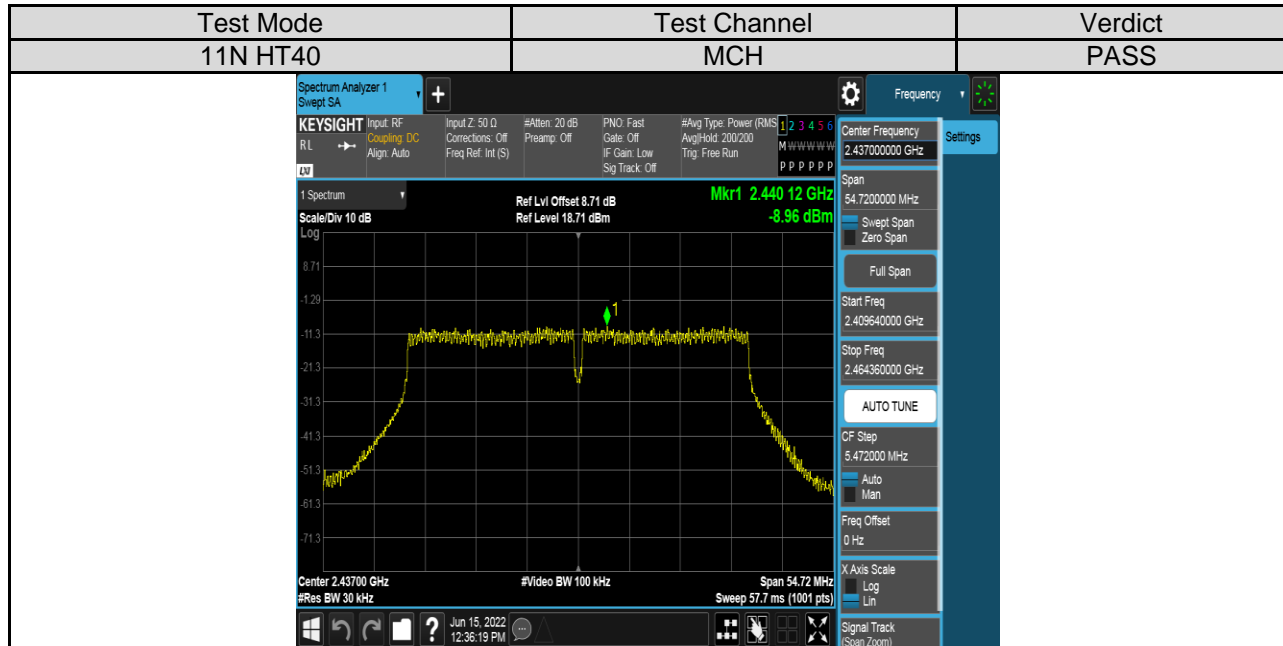 Test Mode Test Channel Verdict
11N HT40 MCH PASS
Spectrum Analyzer 1
Swept SA
+
Frequency
KEYSIGHT
RL
LXI
Input: RF
Coupling: DC
Align: Auto
Input Z: 50 Ω
Corrections: Off
Freq Ref: Int (S)
#Atten: 20 dB
Preamp: Off
PNO: Fast
Gate: Off
IF Gain: Low
Sig Track: Off
#Avg Type: Power (RMS
Avg|Hold: 200/200
Trig: Free Run
1 2 3 4 5 6
M W W W W W
P P P P P P
1 Spectrum
Scale/Div 10 dB
Log
Ref Lvl Offset 8.71 dB
Ref Level 18.71 dBm
Mkr1 2.440 12 GHz
-8.96 dBm
8.71
-1.29
-11.3
-21.3
-31.3
-41.3
-51.3
-61.3
-71.3
1
Center 2.43700 GHz
#Res BW 30 kHz
#Video BW 100 kHz
Span 54.72 MHz
Sweep 57.7 ms (1001 pts)
?
Jun 15, 2022
12:36:19 PM
Center Frequency
2.437000000 GHz
Settings
Span
54.7200000 MHz
Swept Span
Zero Span
Full Span
Start Freq
2.409640000 GHz
Stop Freq
2.464360000 GHz
AUTO TUNE
CF Step
5.472000 MHz
Auto
Man
Freq Offset
0 Hz
X Axis Scale
Log
Lin
Signal Track
(Span Zoom)